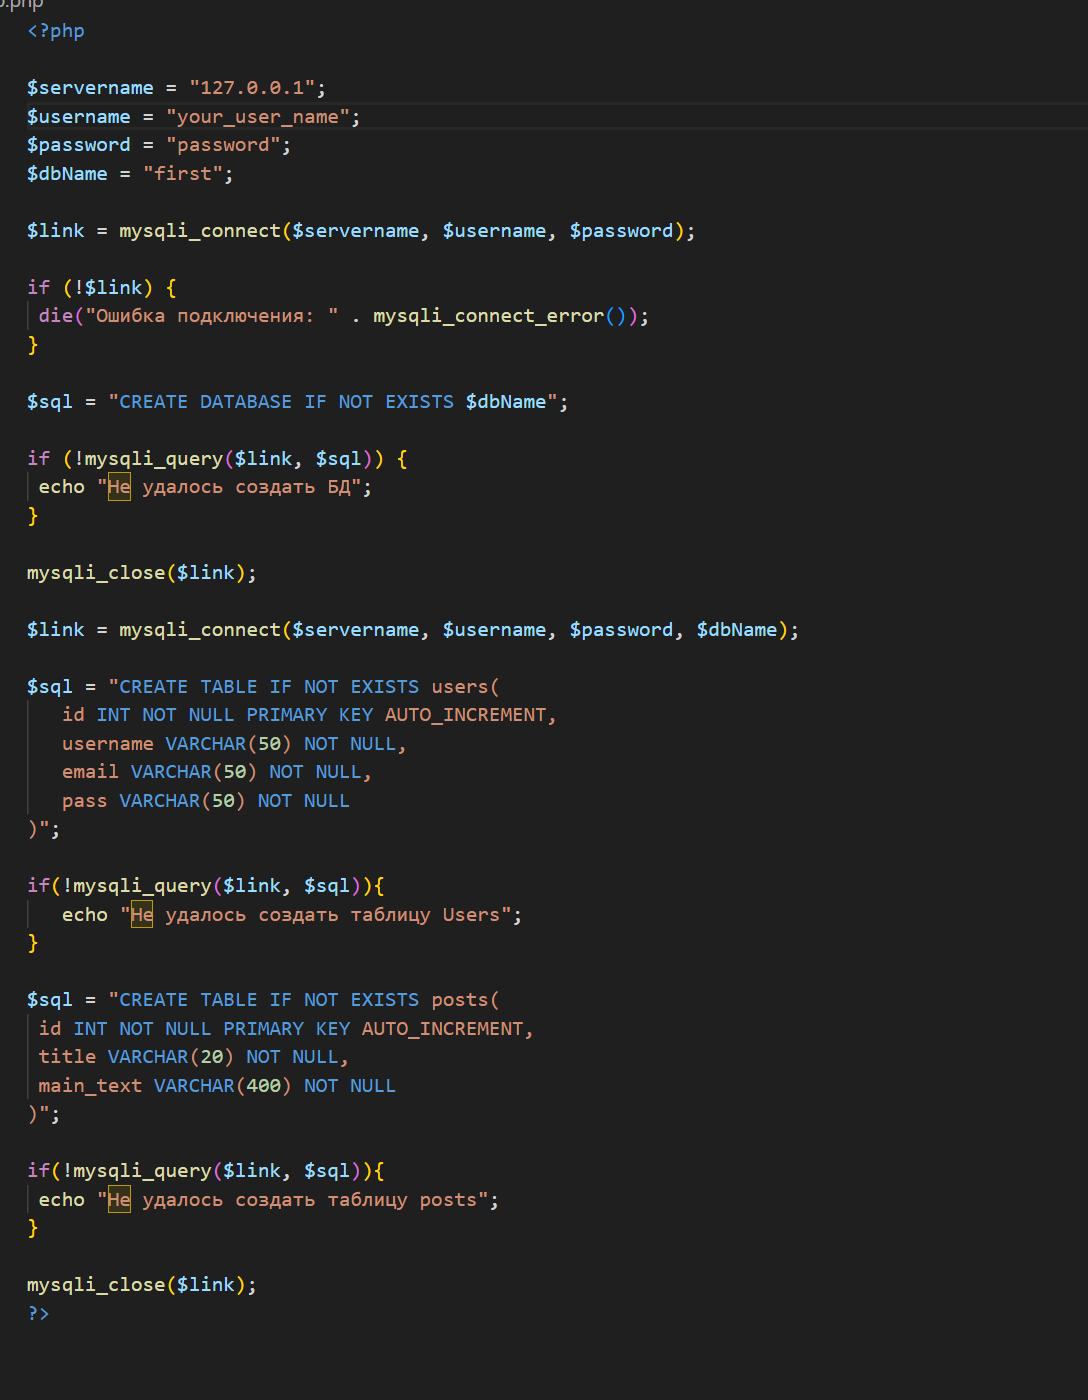 .php
<?php
$servername = "127.0.0.1";
$username = "your_user_name";
$password = "password";
$dbName = "first";
$link = mysqli_connect($servername, $username, $password);
if (!$link) {
die("Ошибка подключения: " . mysqli_connect_error());
}
$sql = "CREATE DATABASE IF NOT EXISTS $dbName";
if (!mysqli_query($link, $sql)) {
echo "Не удалось создать БД";
}
mysqli_close($link);
$link = mysqli_connect($servername, $username, $password, $dbName);
$sql = "CREATE TABLE IF NOT EXISTS users(
id INT NOT NULL PRIMARY KEY AUTO_INCREMENT,
username VARCHAR(50) NOT NULL,
email VARCHAR(50) NOT NULL,
pass VARCHAR(50) NOT NULL
)";
if(!mysqli_query($link, $sql)){
echo "Не удалось создать таблицу Users";
}
$sql = "CREATE TABLE IF NOT EXISTS posts(
id INT NOT NULL PRIMARY KEY AUTO_INCREMENT,
title VARCHAR(20) NOT NULL,
main_text VARCHAR(400) NOT NULL
)";
if(!mysqli_query($link, $sql)){
echo "Не удалось создать таблицу posts";
}
mysqli_close($link);
?>